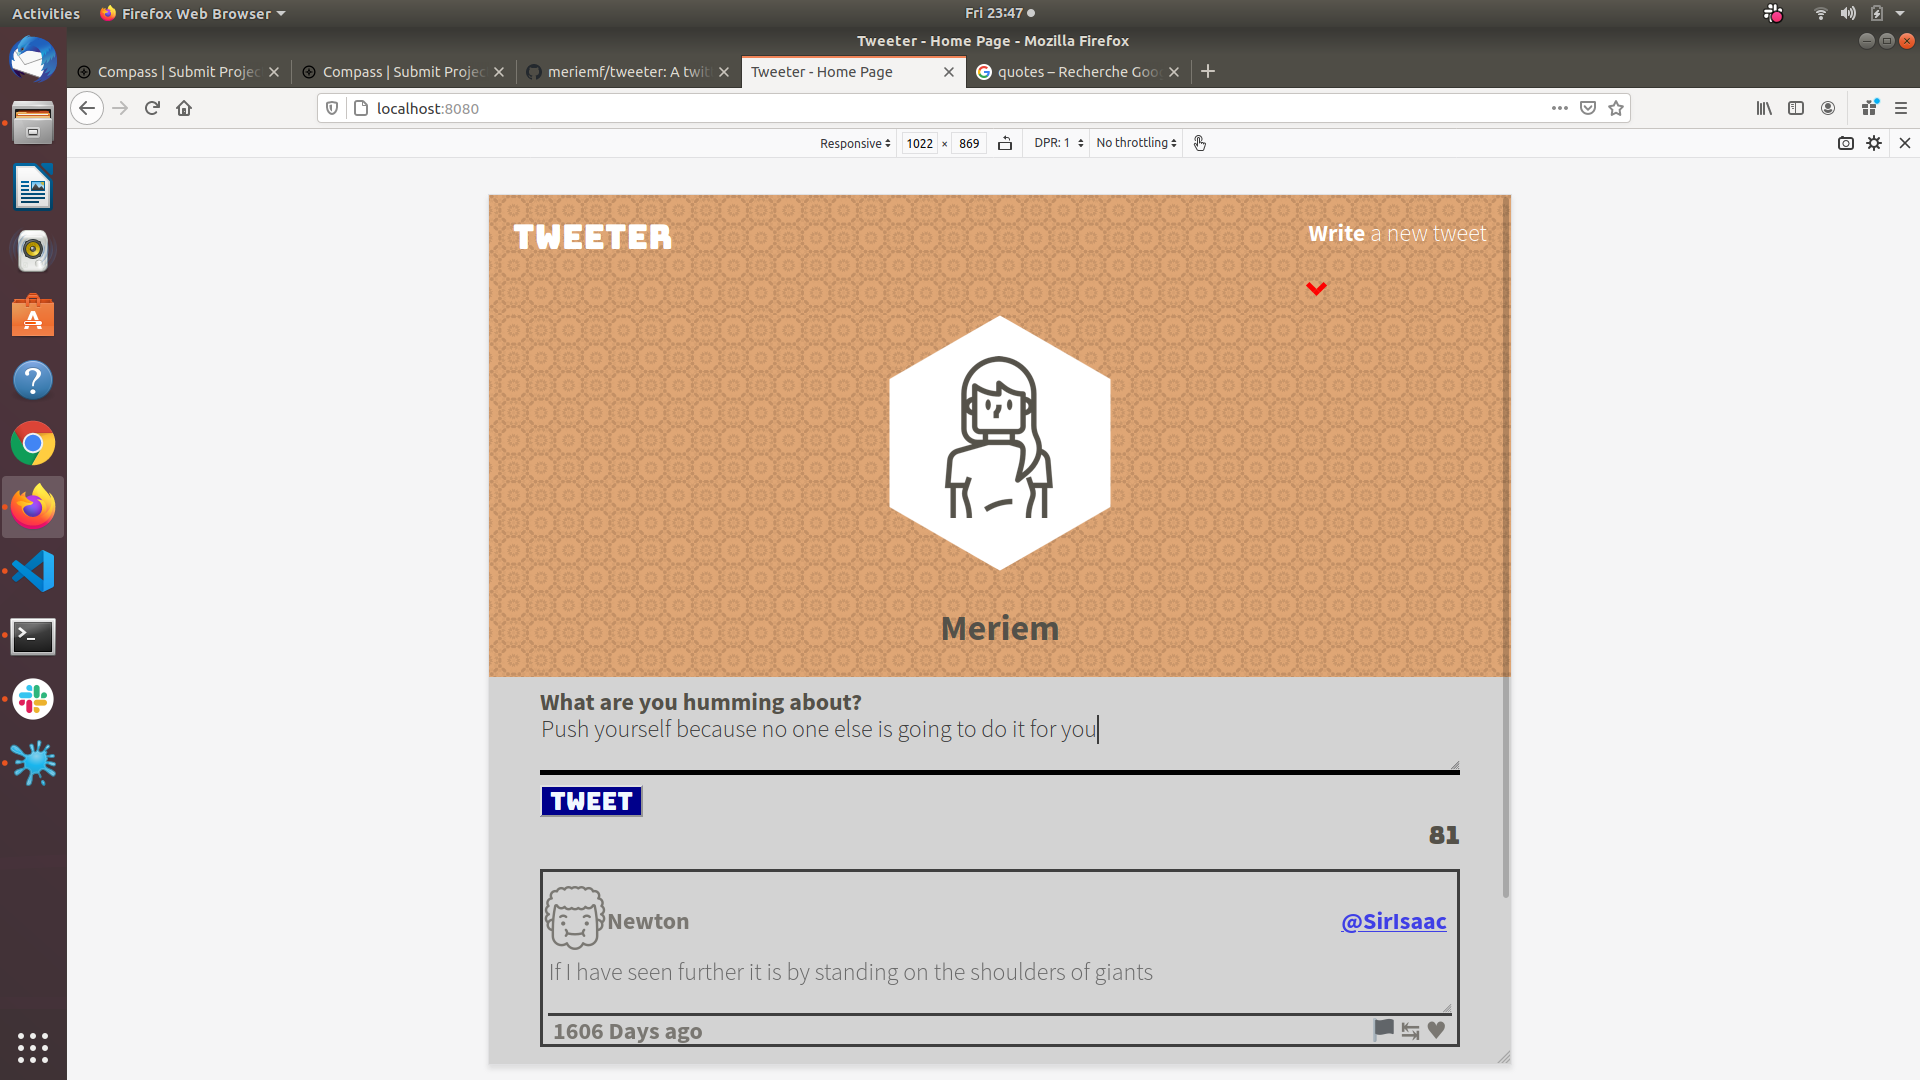 Activities
Firefox Web Browser
Fri 23:47
Tweeter - Home Page - Mozilla Firefox
Compass | Submit Projec
Compass | Submit Projec
meriemf/tweeter: A twit
Tweeter - Home Page
quotes – Recherche Goo
localhost:8080
Responsive
1022 × 869
DPR: 1
No throttling
TWEETER
Write a new tweet
Meriem
What are you humming about?
Push yourself because no one else is going to do it for you
TWEET
81
Newton
@SirIsaac
If I have seen further it is by standing on the shoulders of giants
1606 Days ago